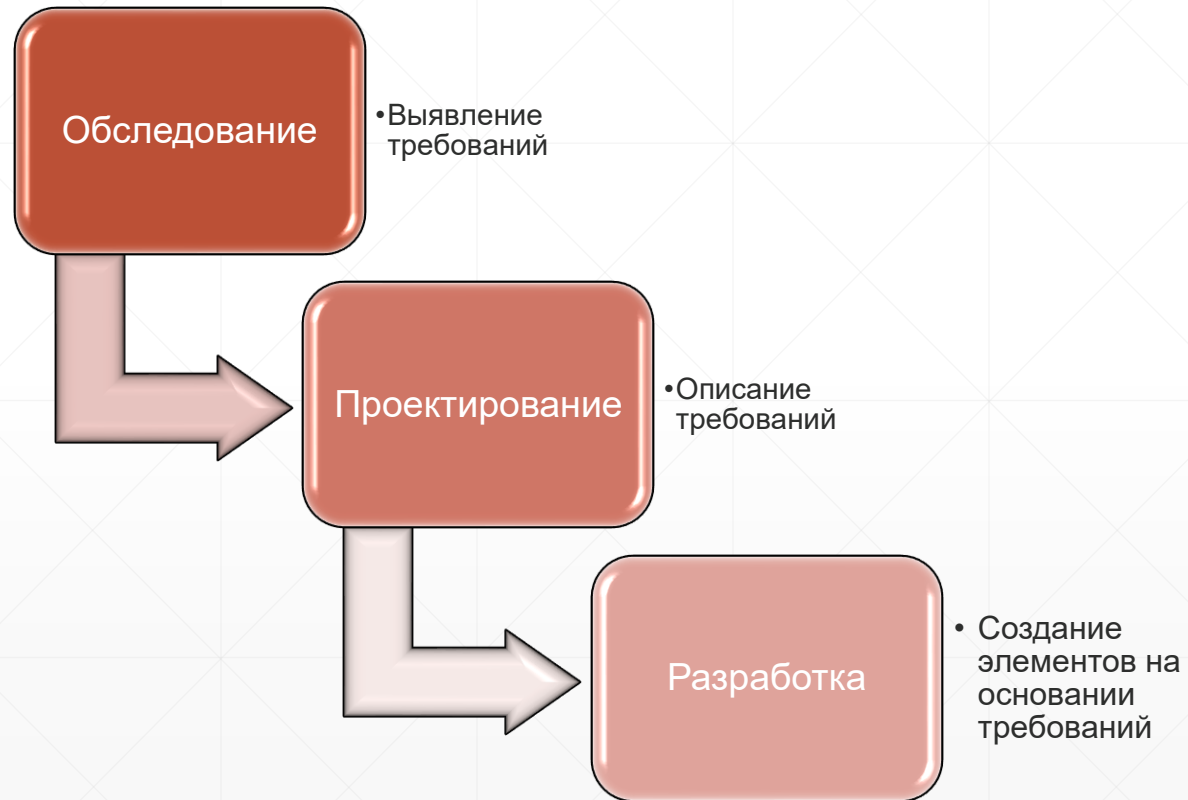 Обследование
•Выявление
требований
Проектирование
•Описание
требований
Разработка
• Создание
элементов на
основании
требований